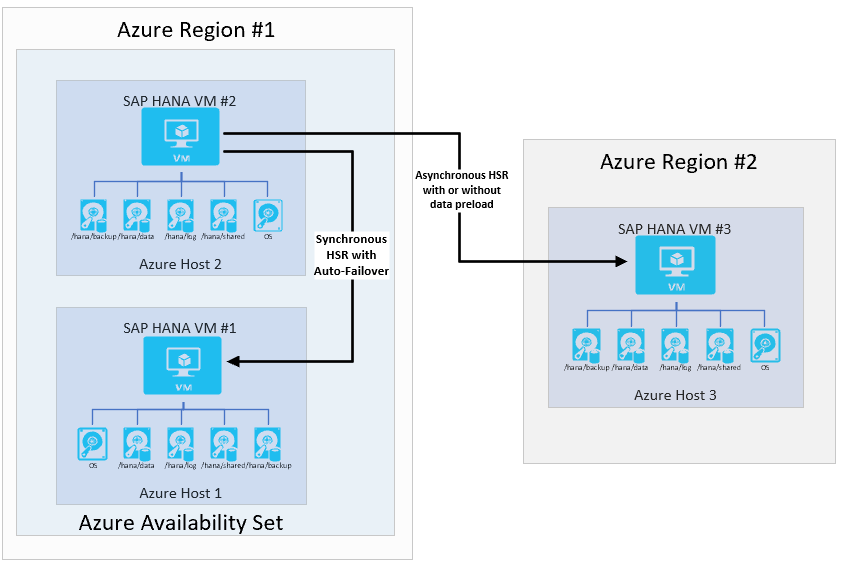 Azure Region #1
SAP HANA VM #2
VM
/hana/backup /hana/data /hana/log /hana/shared OS
Azure Host 2
Synchronous
HSR with
Auto-Failover
SAP HANA VM #1
VM
OS /hana/data /hana/log /hana/shared /hana/backup
Azure Host 1
Azure Availability Set
Asynchronous HSR
with or without
data preload
Azure Region #2
SAP HANA VM #3
VM
/hana/backup /hana/data /hana/log /hana/shared OS
Azure Host 3